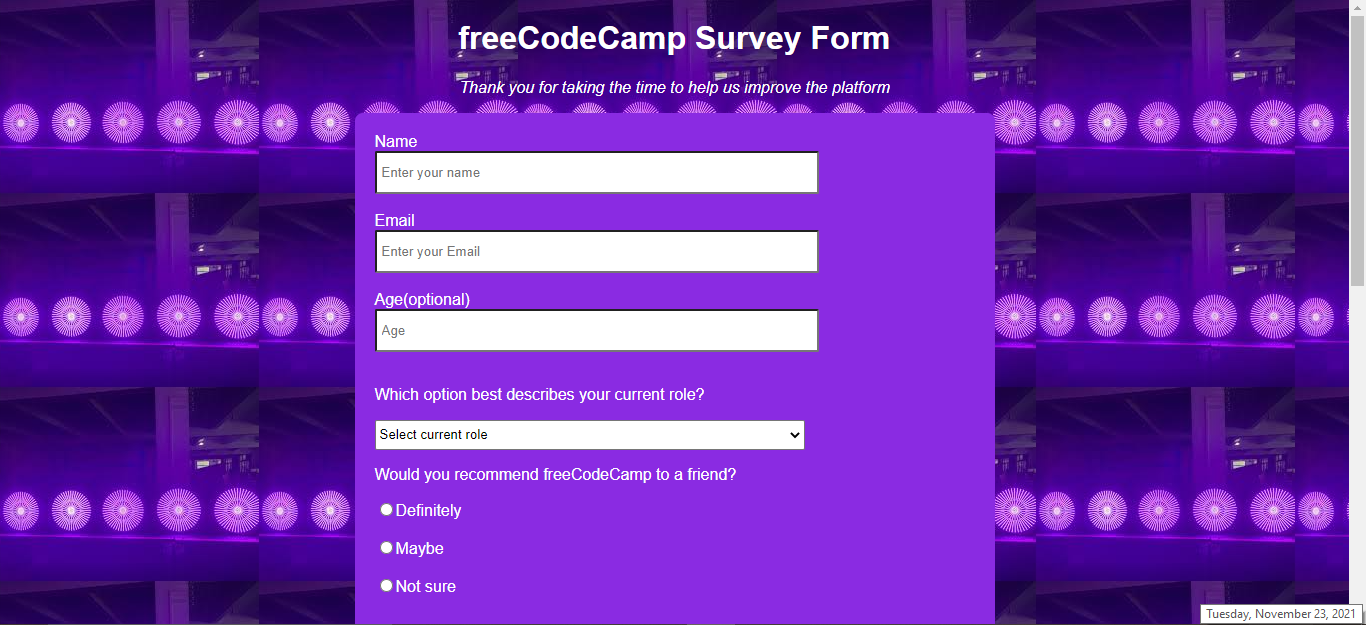 freeCodeCamp Survey Form
Thank you for taking the time to help us improve the platform
Name
Enter your name
Email
Enter your Email
Age(optional)
Age
Which option best describes your current role?
Select current role
Would you recommend freeCodeCamp to a friend?
Definitely
Maybe
Not sure
Tuesday, November 23, 2021